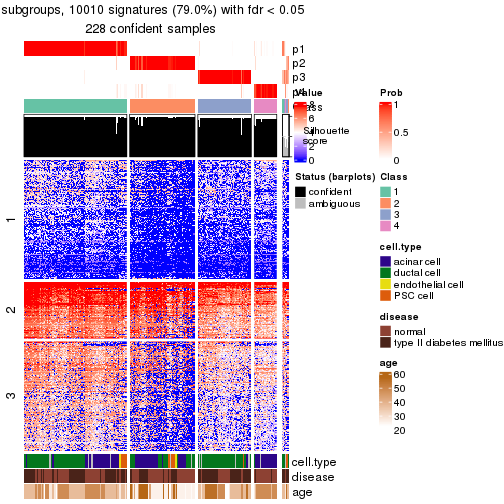 subgroups, 10010 signatures (79.0%) with fdr < 0.05
228 confident samples
p1
p2
p3
p4
Class
Silhouette
score
1
2
3
cell.type
disease
age
Value
8
6
4
2
0
Prob
1
0.5
0
Status (barplots)
confident
ambiguous
Class
1
2
3
4
cell.type
acinar cell
ductal cell
endothelial cell
PSC cell
disease
normal
type II diabetes mellitus
age
60
50
40
30
20